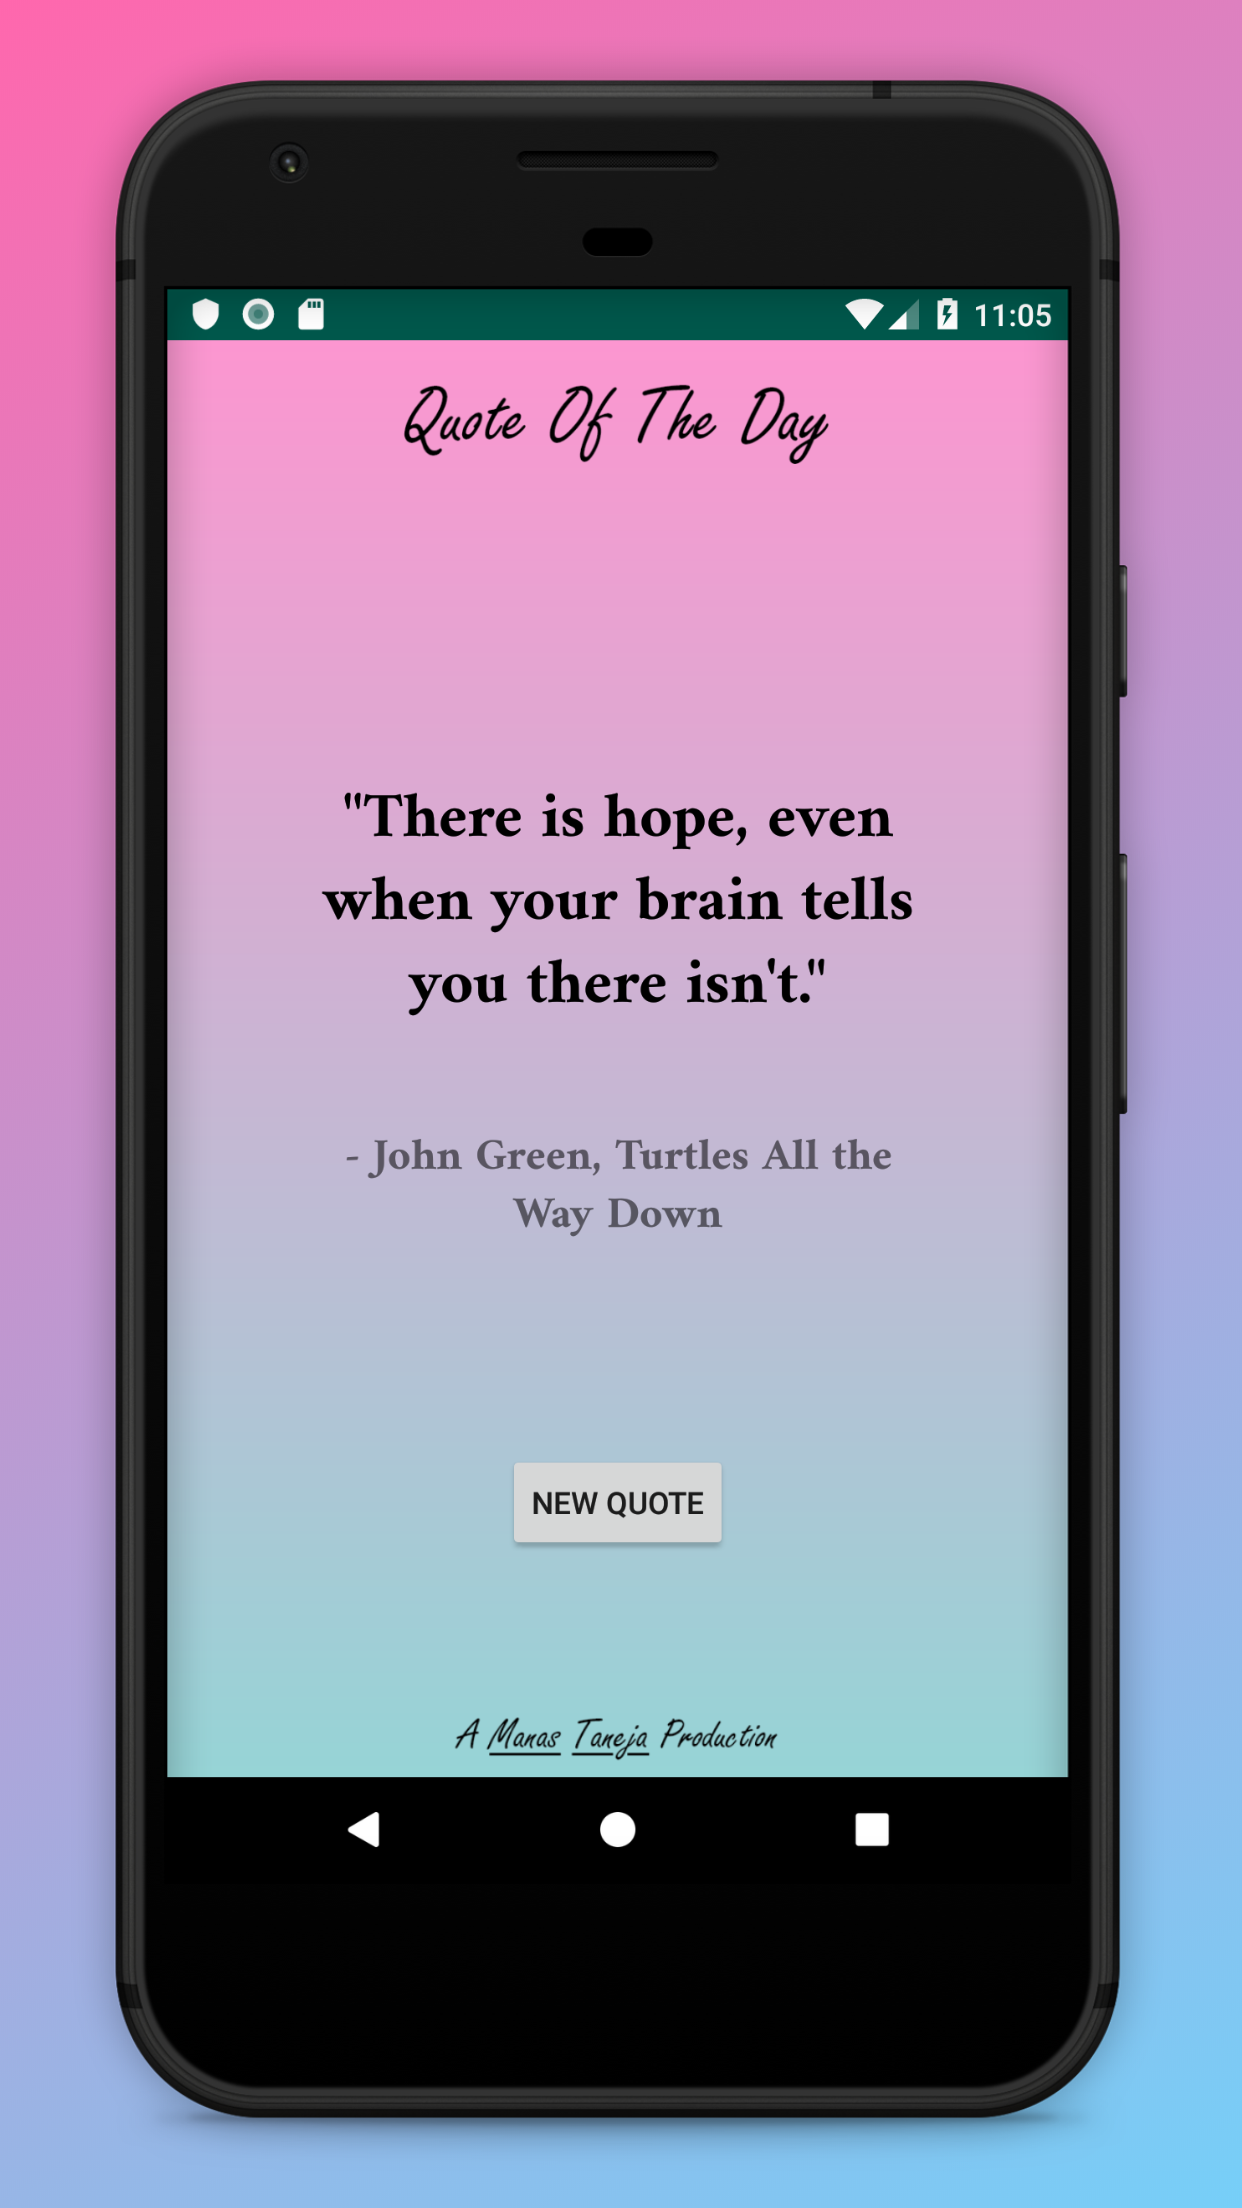 11:05
Quote Of The Day
"There is hope, even
when your brain tells
you there isn't."
- John Green, Turtles All the
Way Down
NEW QUOTE
A Manas Taneja Production